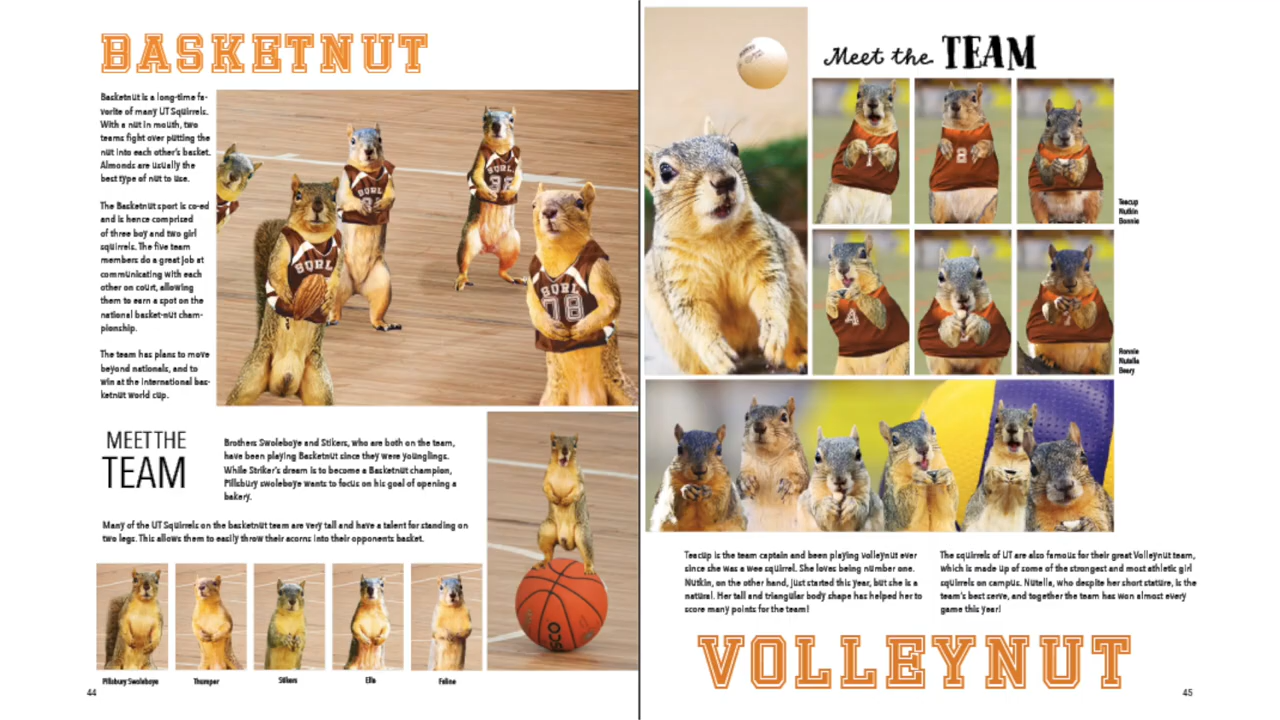 BASKETNUT
Basketnut is a long-time fa-
vorite of many UT Squirrels.
With a nut in mouth, two
teams fight over putting the
nut into each other's basket.
Almonds are usually the
best type of nut to use.
The Basketnut sport is co-ed
and is hence comprized
of three boy and two girl
squirrels. The five team
members do a great job at
communicating with each
other on court, allowing
them to earn a spot on the
national basket-nut cham-
pionship.
The team has plans to move
beyond nationals, and to
win at the international bas-
ketnut world cup.
SQRL
SQRL
SQRL
78
MEET THE
TEAM
Brothers Swoleboye and Stikers, who are both on the team,
have been playing Basketnut since they were younglings.
While Striker's dream is to become a Basketnut champion,
Pillsbury swoleboye wants to focus on his goal of opening a
bakery.
Many of the UT Squirrels on the basketnut team are very tall and have a talent for standing on
two legs. This allows them to easily throw their acorns into their opponents basket.
Pillsbury Swoleboye
Thumper
Stikers
Ella
Feline
44
Meet the TEAM
1
8
Teacup
Nutkin
Bonnie
4
Ronnie
Nutella
Beary
Teacup is the team captain and been playing volleynut ever
since she was a wee squirrel. She loves being number one.
Nutkin, on the other hand, just started this year, but she is a
natural. Her tall and triangular body shape has helped her to
score many points for the team!
The squirrels of UT are also famous for their great Volleynut team,
which is made up of some of the strongest and most athletic girl
squirrels on campus. Nutella, who despite her short stature, is the
team's best serve, and together the team has won almost every
game this year!
VOLLEYNUT
45